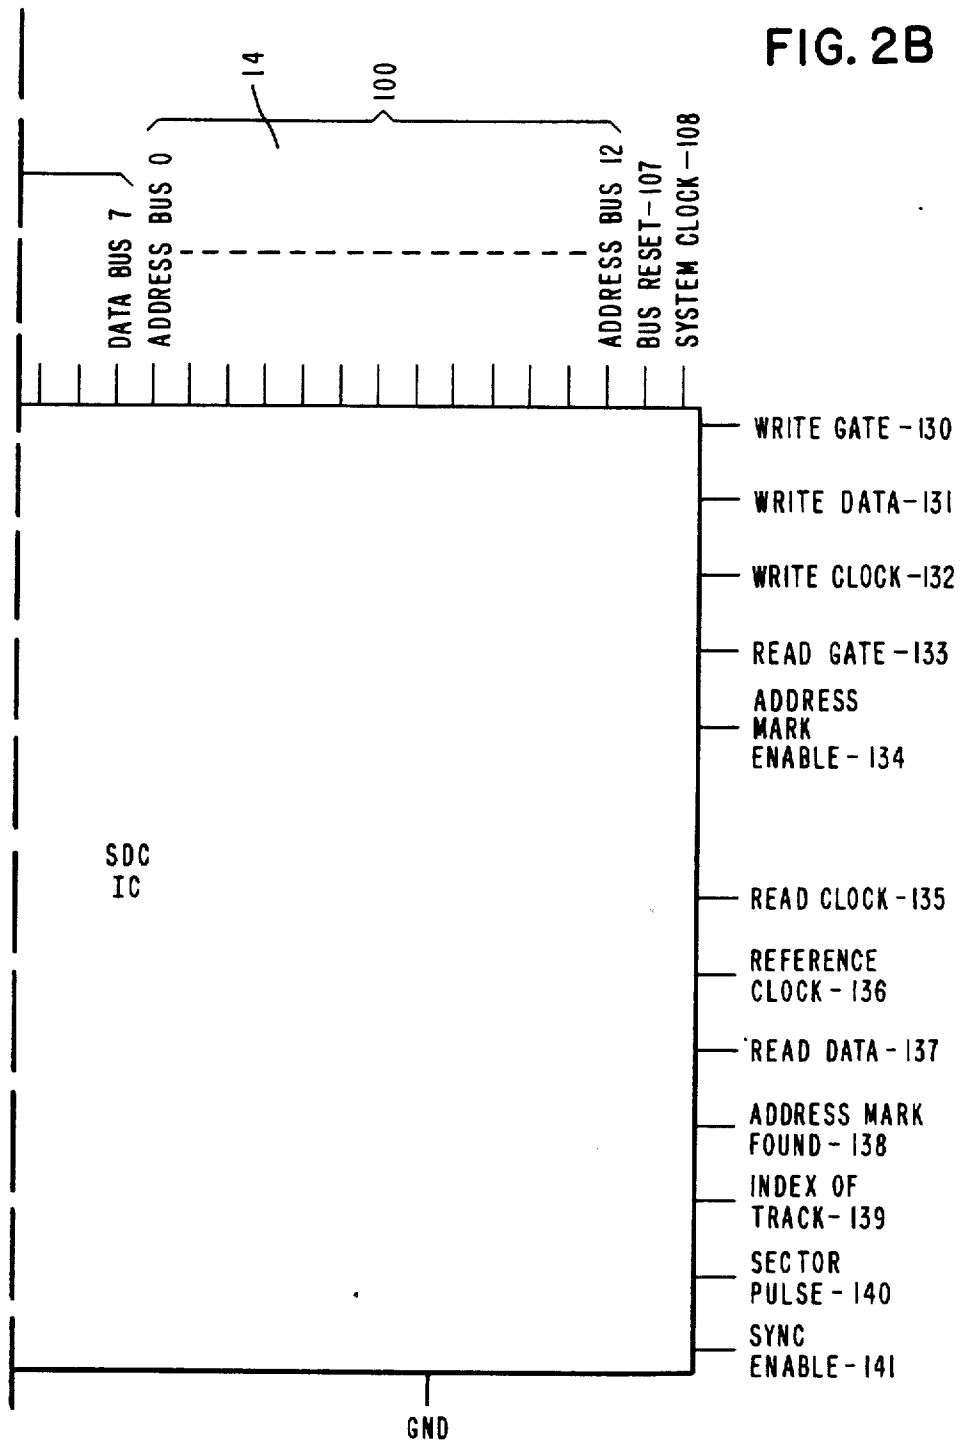 FIG. 2B
14
100
DATA BUS 7
ADDRESS BUS 0
ADDRESS BUS 12
BUS RESET-107
SYSTEM CLOCK-108
WRITE GATE-130
WRITE DATA-131
WRITE CLOCK-132
READ GATE-133
ADDRESS
MARK
ENABLE-134
SDC
IC
READ CLOCK-135
REFERENCE
CLOCK-136
READ DATA-137
ADDRESS MARK
FOUND-138
INDEX OF
TRACK-139
SECTOR
PULSE-140
SYNC
ENABLE-141
GND